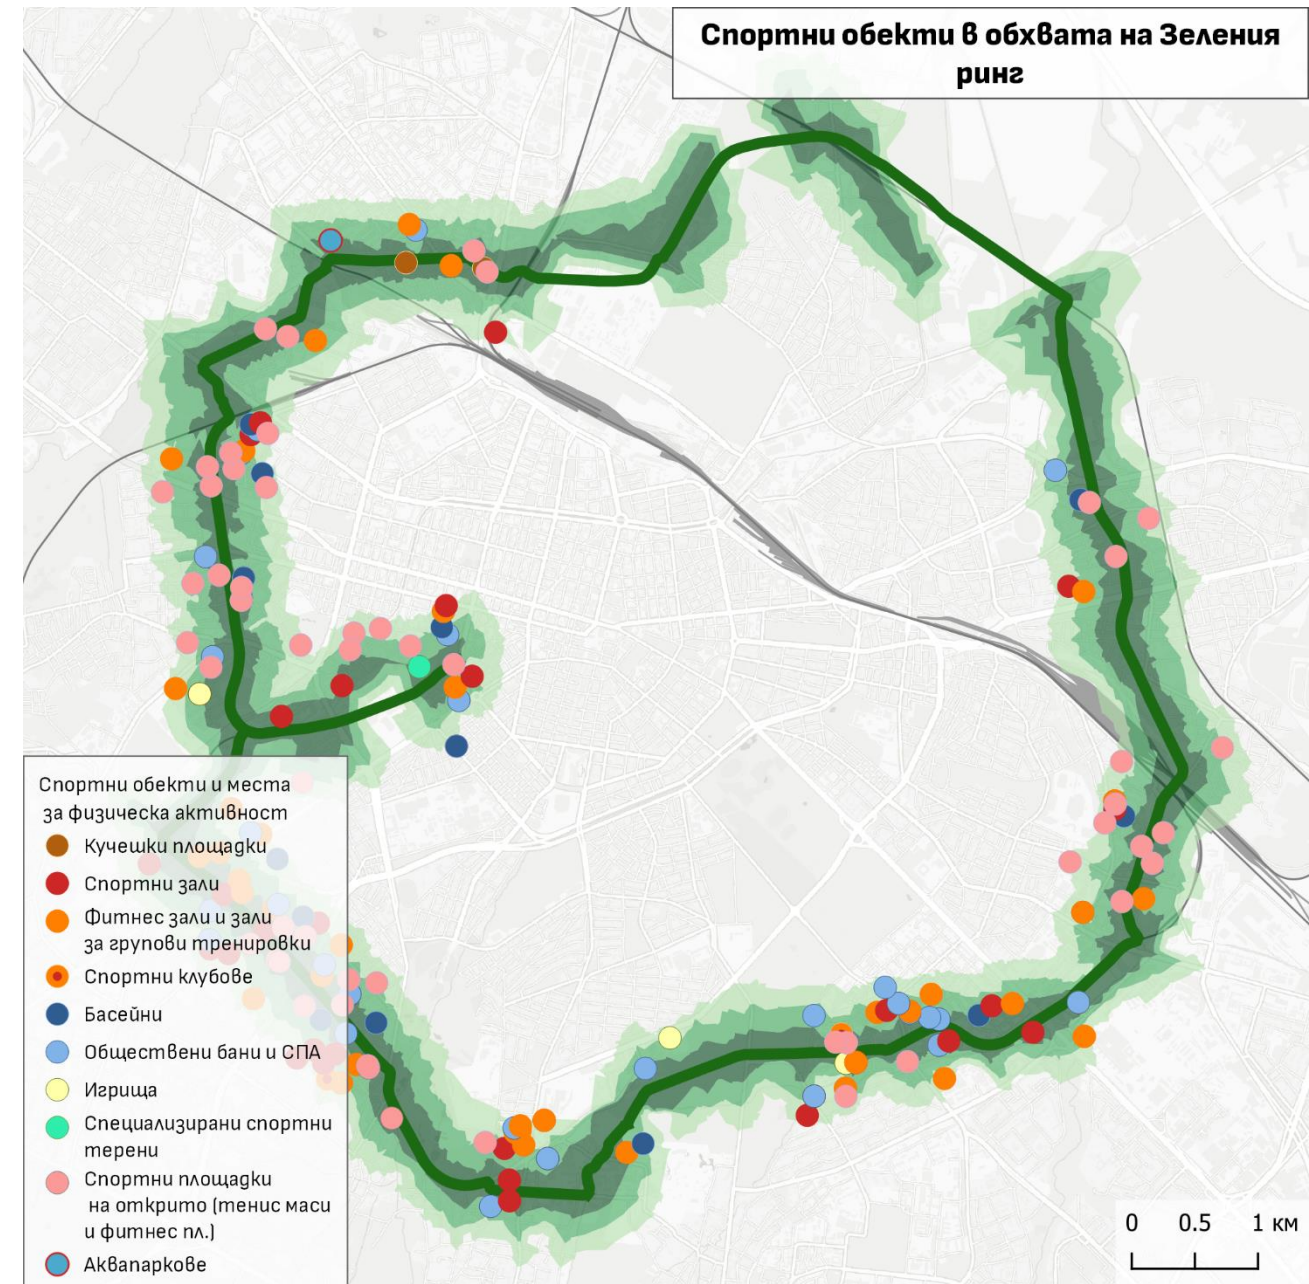 Спортни обекти в обхвата на Зеления
ринг
Спортни обекти и места
за физическа активност
Кучешки площадки
Спортни зали
Фитнес зали и зали
за групови тренировки
Спортни клубове
Басейни
Обществени бани и СПА
Игрища
Специализирани спортни
терени
Спортни площадки
на открито (тенис маси
и фитнес пл.)
Аквапаркове
0 0.5 1 км